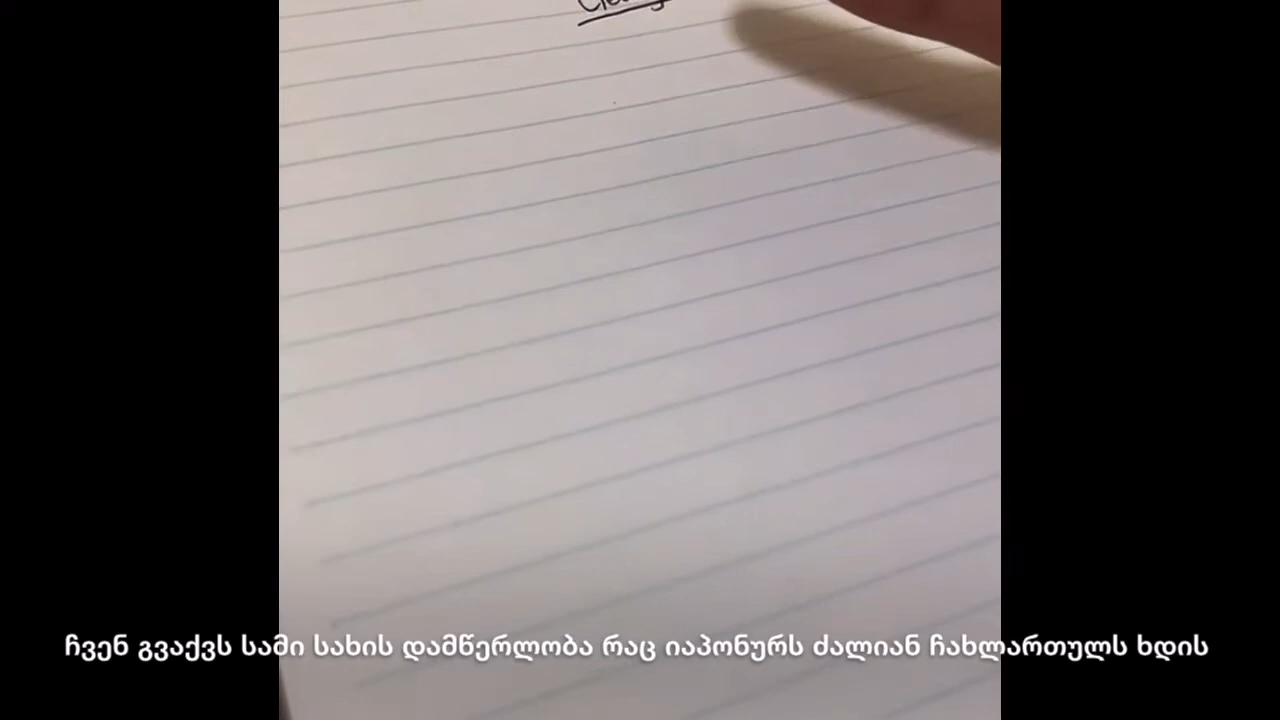 ჩვენ გვაქვს სამი სახის დამწერლობა რაც იაპონურს ძალიან ჩახლართულს ხდის